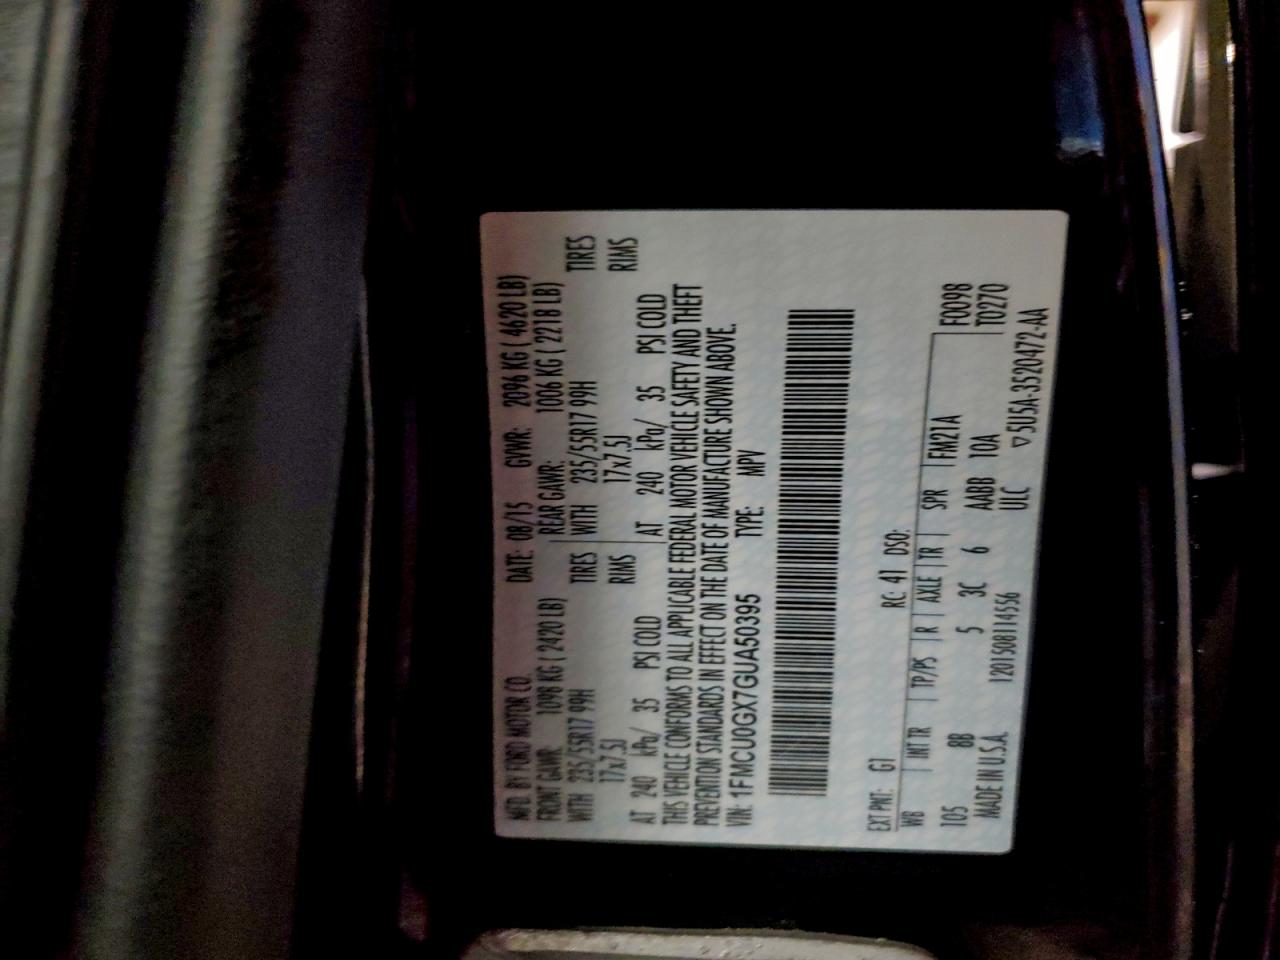 MFD. BY FORD MOTOR CO. DATE: 08/15 GVWR: 2096 KG ( 4620 LB)
FRONT GAWR: 1098 KG ( 2420 LB) REAR GAWR: 1006 KG ( 2218 LB)
WITH 235/55R17 99H TIRES WITH 235/55R17 99H TIRES
17x7.5J RIMS 17x7.5J RIMS
AT 240 kPa/ 35 PSI COLD AT 240 kPa/ 35 PSI COLD
THIS VEHICLE CONFORMS TO ALL APPLICABLE FEDERAL MOTOR VEHICLE SAFETY AND THEFT
PREVENTION STANDARDS IN EFFECT ON THE DATE OF MANUFACTURE SHOWN ABOVE.
VIN: 1FMCU0GX7GUA50395 TYPE: MPV
EXT PNT: G1 RC: 41 DSO:
WB INT TR TP/PS R AXLE TR SPR FM21A F0098
105 8B 5 3C 6 AABB 10A T0270
MADE IN U.S.A. 1201508114556 ULC ▽5U5A-3520472-AA